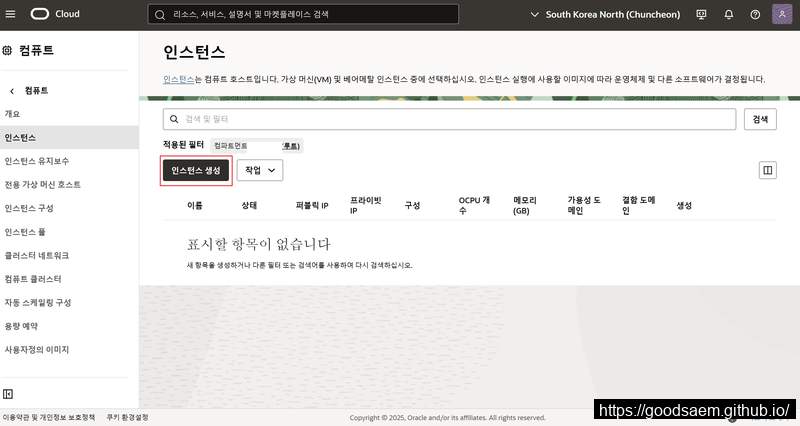 Cloud
리소스, 서비스, 설명서 및 마켓플레이스 검색
South Korea North (Chuncheon)
컴퓨트
컴퓨트
개요
인스턴스
인스턴스 유지보수
전용 가상 머신 호스트
인스턴스 구성
인스턴스 풀
클러스터 네트워크
컴퓨트 클러스터
자동 스케일링 구성
용량 예약
사용자정의 이미지
인스턴스
인스턴스는 컴퓨트 호스트입니다. 가상 머신(VM) 및 베어메탈 인스턴스 중에 선택하십시오. 인스턴스 실행에 사용할 이미지에 따라 운영체제 및 다른 소프트웨어가 결정됩니다.
검색 및 필터
검색
적용된 필터 컴파트먼트 (루트)
인스턴스 생성 작업
이름 상태 퍼블릭 IP 프라이빗 IP 구성 OCPU 개수 메모리 (GB) 가용성 도메인 결함 도메인 생성
표시할 항목이 없습니다
새 항목을 생성하거나 다른 필터 또는 검색어를 사용하여 다시 검색하십시오.
이용약관 및 개인정보 보호정책 쿠키 환경설정
Copyright © 2025, Oracle and/or its affiliates. All rights reserved.
https://goodsaem.github.io/